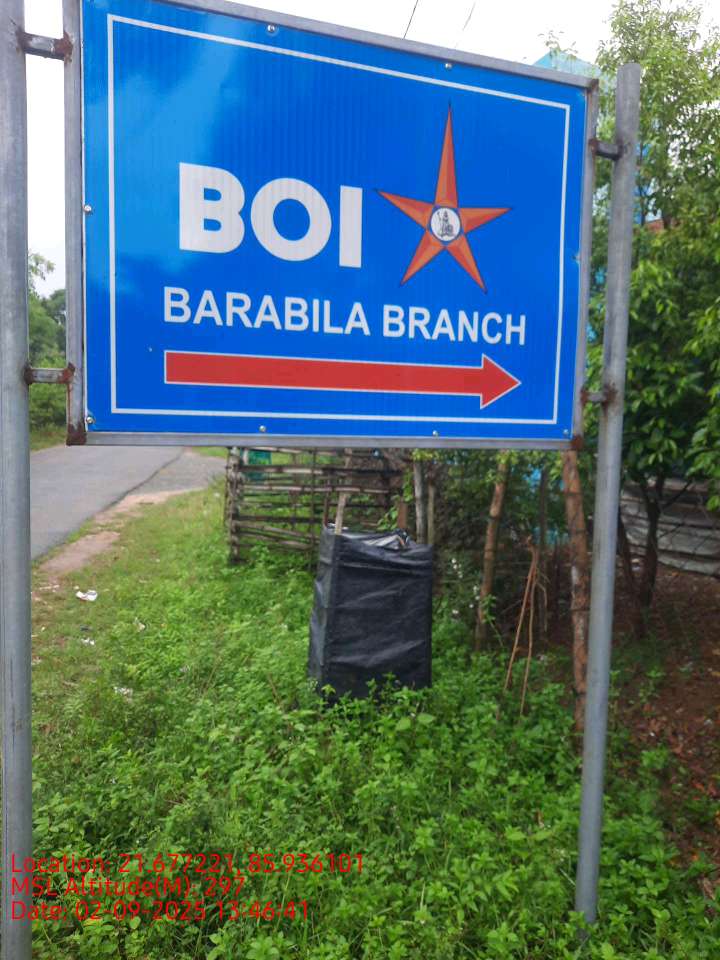 BOI
BARABILA BRANCH
Location: 21.677221, 85.936101
MSL Altitude(M): 297
Date: 02-09-2025 13:46:41